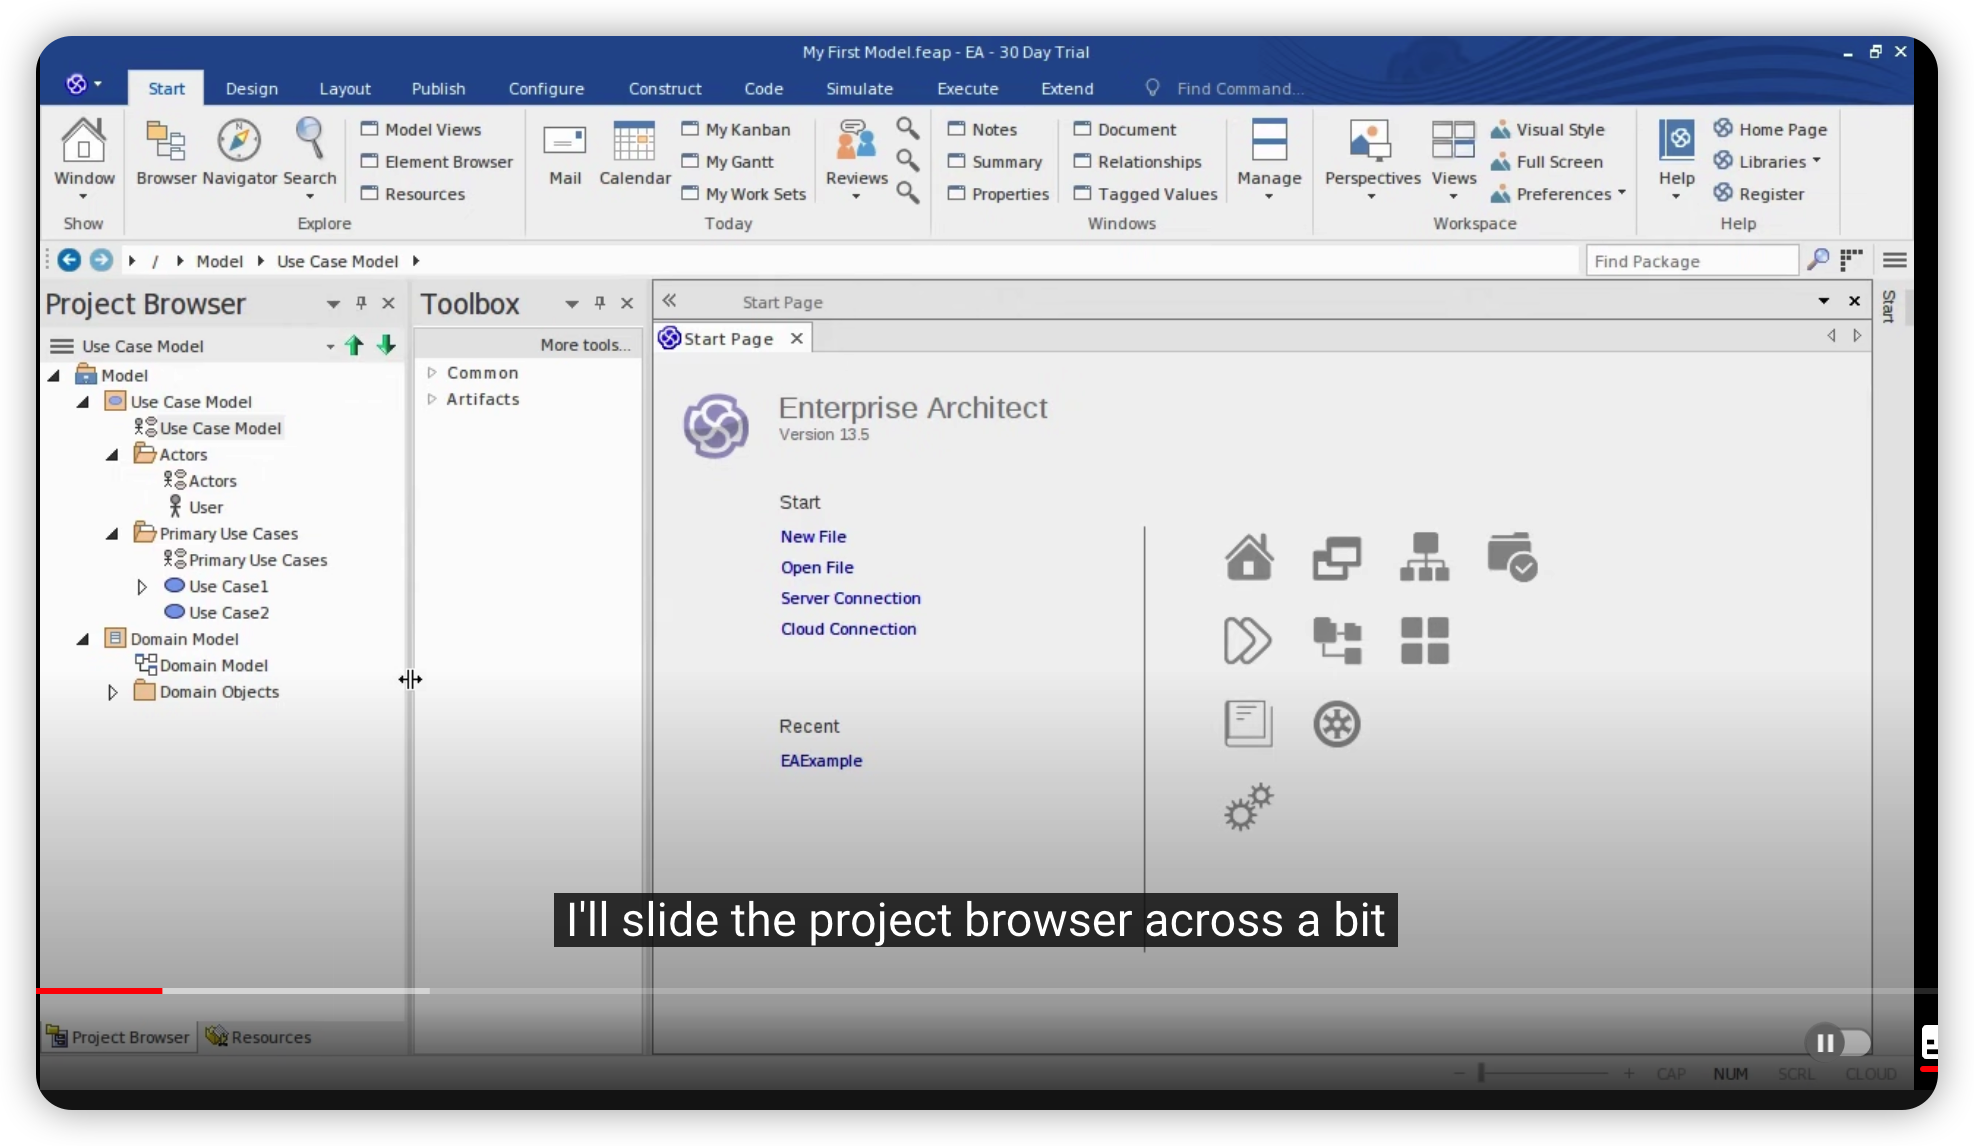 My First Model.feap - EA - 30 Day Trial
Start Design Layout Publish Configure Construct Code Simulate Execute Extend Find Command...
Model Views My Kanban Notes Document Visual Style Home Page
Element Browser My Gantt Summary Relationships Full Screen Libraries
Window Browser Navigator Search Mail Calendar Reviews Manage Perspectives Views Help
Resources My Work Sets Properties Tagged Values Preferences Register
Show Explore Today Windows Workspace Help
/ Model Use Case Model Find Package
Project Browser Toolbox Start Page
Start
Use Case Model More tools... Start Page
Model
Use Case Model
Use Case Model
Actors
Actors
User
Primary Use Cases
Primary Use Cases
Use Case1
Use Case2
Domain Model
Domain Model
Domain Objects
Common
Artifacts
Enterprise Architect
Version 13.5
Start
New File
Open File
Server Connection
Cloud Connection
Recent
EAExample
I'll slide the project browser across a bit
Project Browser Resources
CAP NUM SCRL CLOUD